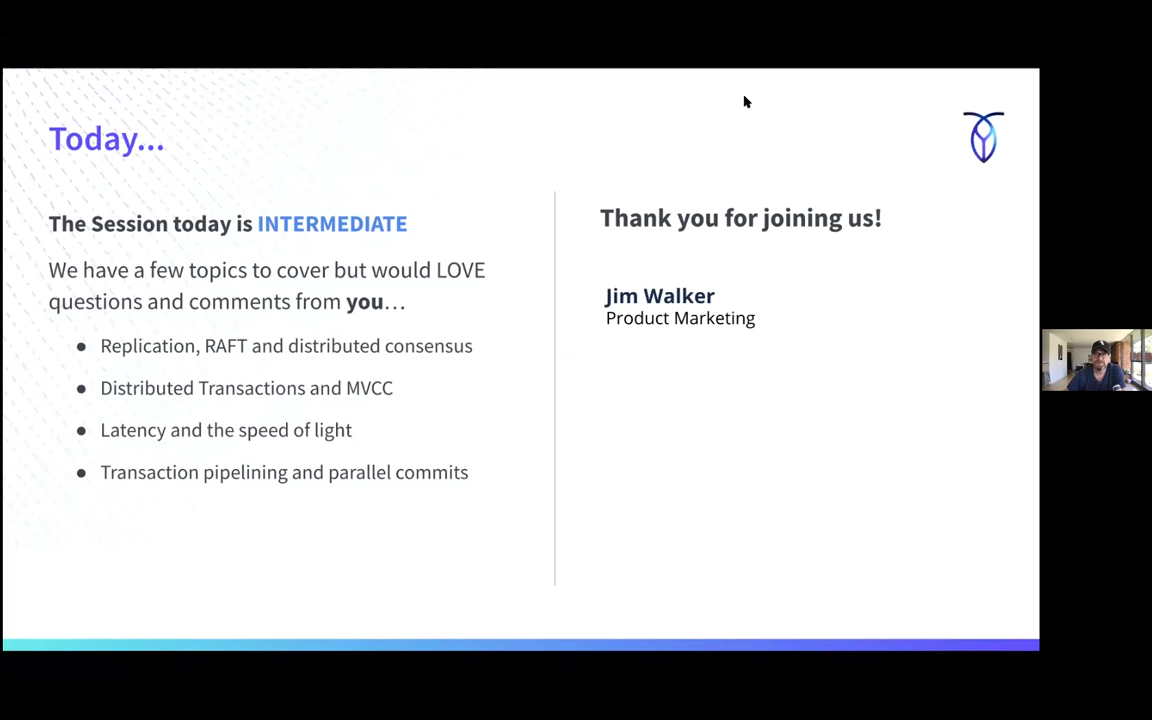 Today...
The Session today is INTERMEDIATE
We have a few topics to cover but would LOVE
questions and comments from you...
● Replication, RAFT and distributed consensus
● Distributed Transactions and MVCC
● Latency and the speed of light
● Transaction pipelining and parallel commits
Thank you for joining us!
Jim Walker
Product Marketing